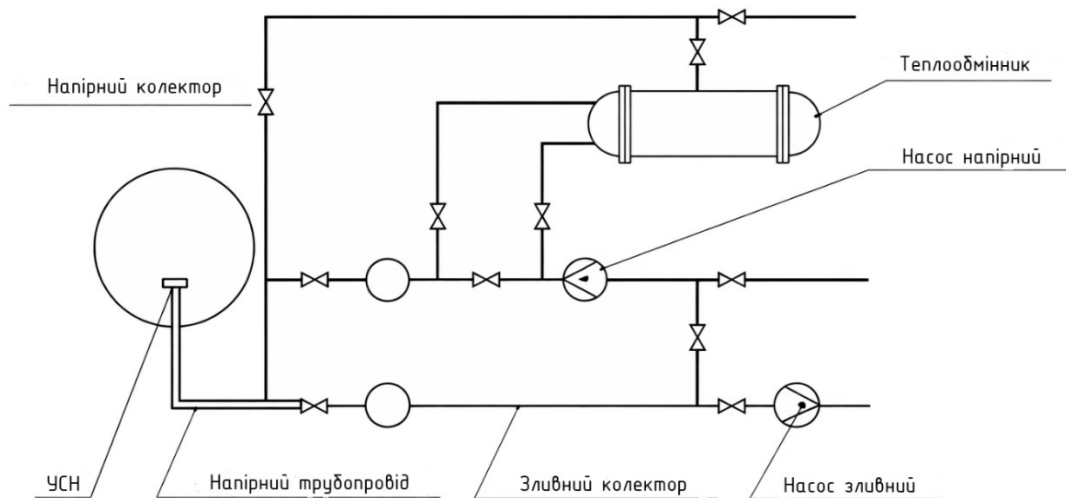 Теплообмінник
Напірний колектор
Насос напірний
УСН
Напірний трубопровід
Зливний колектор
Насос зливний